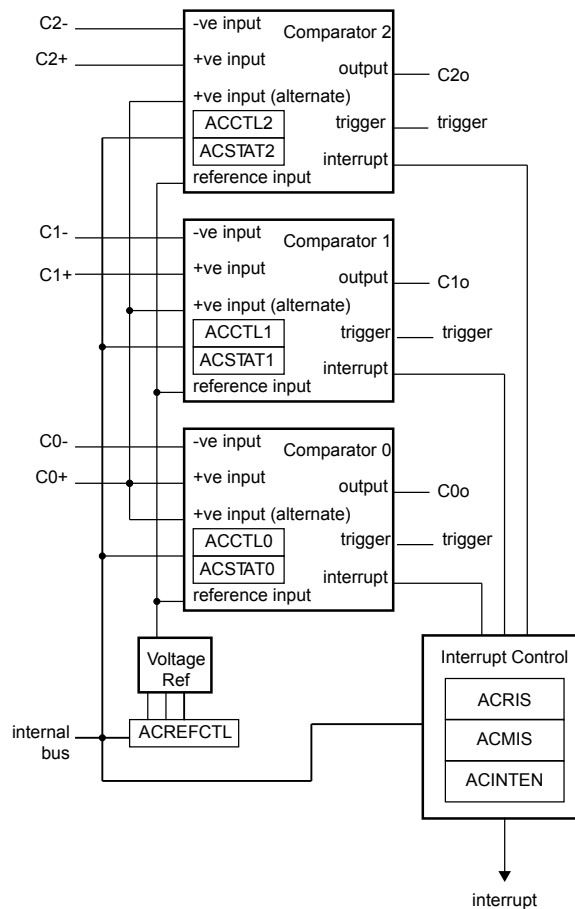 C2-
-ve input
Comparator 2
C2+
+ve input
output
C2o
+ve input (alternate)
ACCTL2
trigger
trigger
ACSTAT2
interrupt
reference input
C1-
-ve input
Comparator 1
C1+
+ve input
output
C1o
+ve input (alternate)
ACCTL1
trigger
trigger
ACSTAT1
interrupt
reference input
C0-
-ve input
Comparator 0
C0+
+ve input
output
C0o
+ve input (alternate)
ACCTL0
trigger
trigger
ACSTAT0
interrupt
reference input
Voltage
Ref
Interrupt Control
ACRIS
internal
bus
ACREFCTL
ACMIS
ACINTEN
interrupt